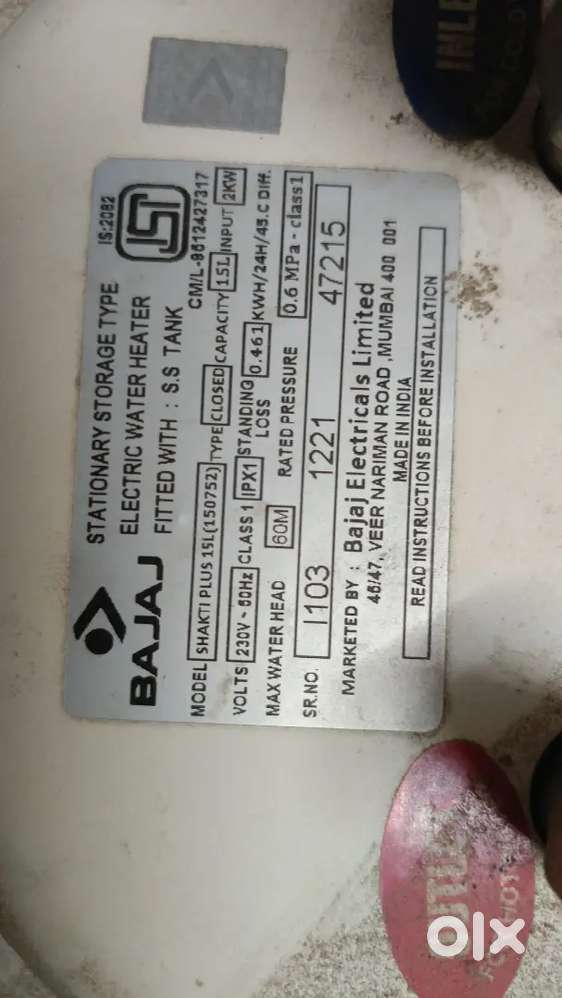 BAJAJ
STATIONARY STORAGE TYPE
ELECTRIC WATER HEATER
FITTED WITH : S.S TANK
IS:2082
ISI
CM/L-9512427317
MODEL SHAKTI PLUS 15L(150752) TYPE CLOSED CAPACITY 15L INPUT 2KW
VOLTS 230V ~ 50Hz CLASS 1 IPX1 STANDING LOSS 0.461 KWH/24H/45.C Diff.
MAX WATER HEAD 60M RATED PRESSURE 0.6 MPa - class1
SR.NO. I103 1221 47215
MARKETED BY : Bajaj Electricals Limited
45/47, VEER NARIMAN ROAD ,MUMBAI 400 001
MADE IN INDIA
READ INSTRUCTIONS BEFORE INSTALLATION
olx